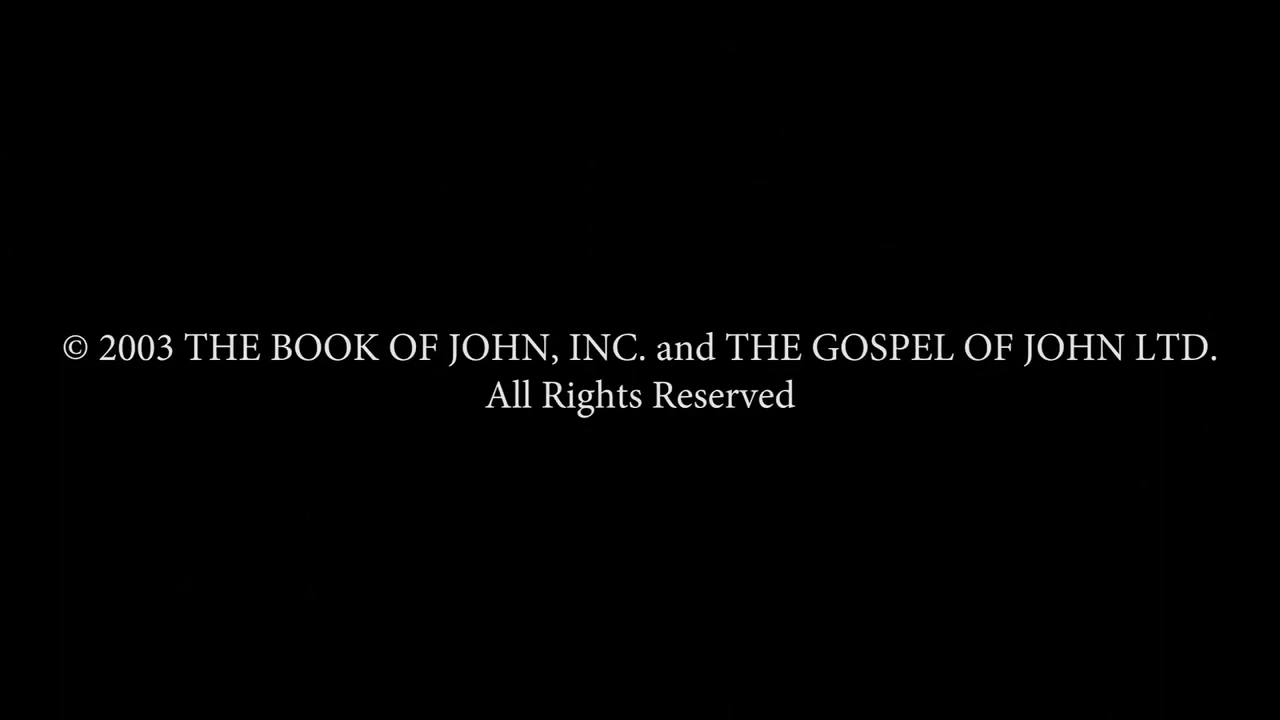 © 2003 THE BOOK OF JOHN, INC. and THE GOSPEL OF JOHN LTD.
All Rights Reserved